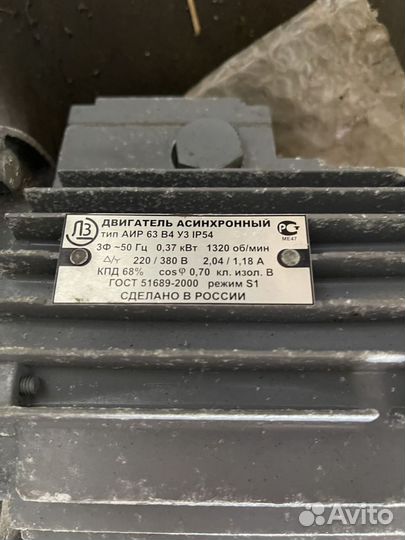 ЛЗ
ДВИГАТЕЛЬ АСИНХРОННЫЙ
тип АИР 63 В4 У3 IP54
3Ф ~50 Гц 0,37 кВт 1320 об/мин
Δ/Y 220 / 380 В 2,04 / 1,18 А
КПД 68% cos φ 0,70 кл. изол. В
ГОСТ 51689-2000 режим S1
СДЕЛАНО В РОССИИ
РС
МЕ47
Avito